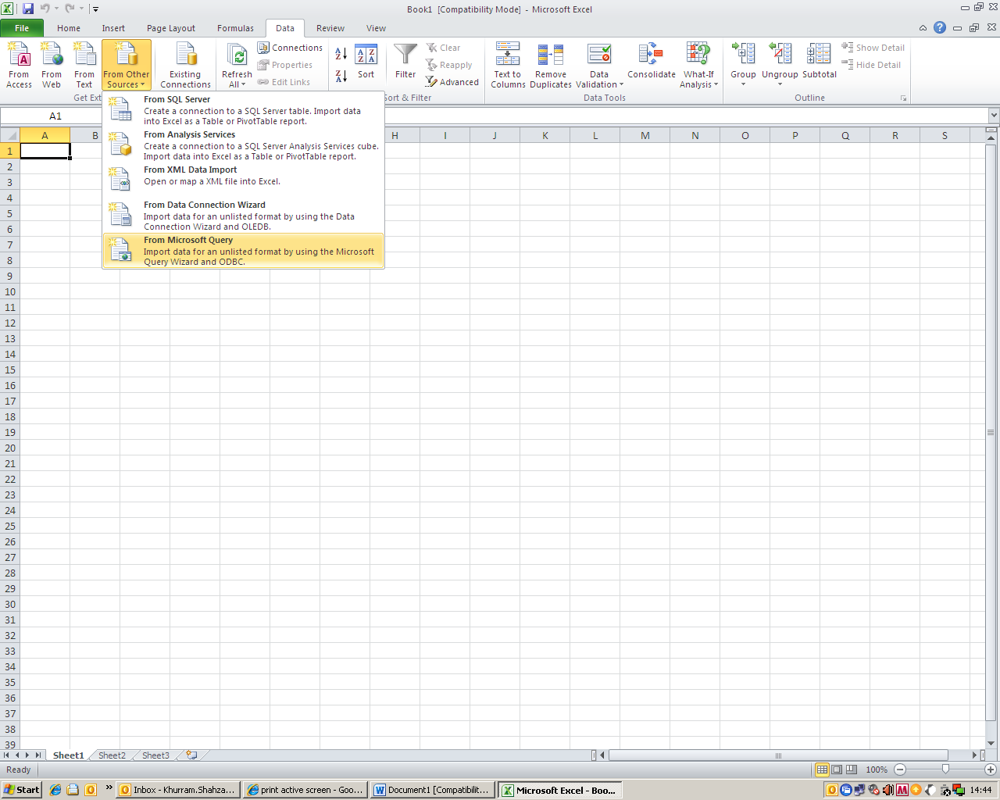 Book1  [Compatibility Mode]  -  Microsoft Excel
File Home Insert Page Layout Formulas Data Review View
From Access
From Web
From Text
From Other Sources
Existing Connections
Refresh All
Connections
Properties
Edit Links
Sort
Filter
Clear
Reapply
Advanced
Text to Columns
Remove Duplicates
Data Validation
Consolidate
What-If Analysis
Group
Ungroup
Subtotal
Show Detail
Hide Detail
Get Ext
Sort & Filter
Data Tools
Outline
A1
From SQL Server
Create a connection to a SQL Server table. Import data
into Excel as a Table or PivotTable report.
From Analysis Services
Create a connection to a SQL Server Analysis Services cube.
Import data into Excel as a Table or PivotTable report.
From XML Data Import
Open or map a XML file into Excel.
From Data Connection Wizard
Import data for an unlisted format by using the Data
Connection Wizard and OLEDB.
From Microsoft Query
Import data for an unlisted format by using the Microsoft
Query Wizard and ODBC.
A B H I J K L M N O P Q R S
1
2
3
4
5
6
7
8
9
10
11
12
13
14
15
16
17
18
19
20
21
22
23
24
25
26
27
28
29
30
31
32
33
34
35
36
37
38
39
Sheet1 Sheet2 Sheet3
Ready
100%
Start
Inbox - Khurram.Shahza...
print active screen - Goo...
Document1 [Compatibilit...
Microsoft Excel - Boo...
14:44